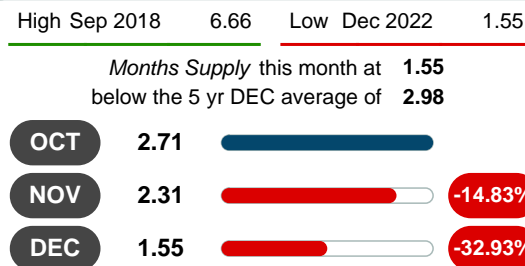 High Sep 2018 6.66 Low Dec 2022 1.55
Months Supply this month at 1.55
below the 5 yr DEC average of 2.98
OCT 2.71
NOV 2.31 -14.83%
DEC 1.55 -32.93%